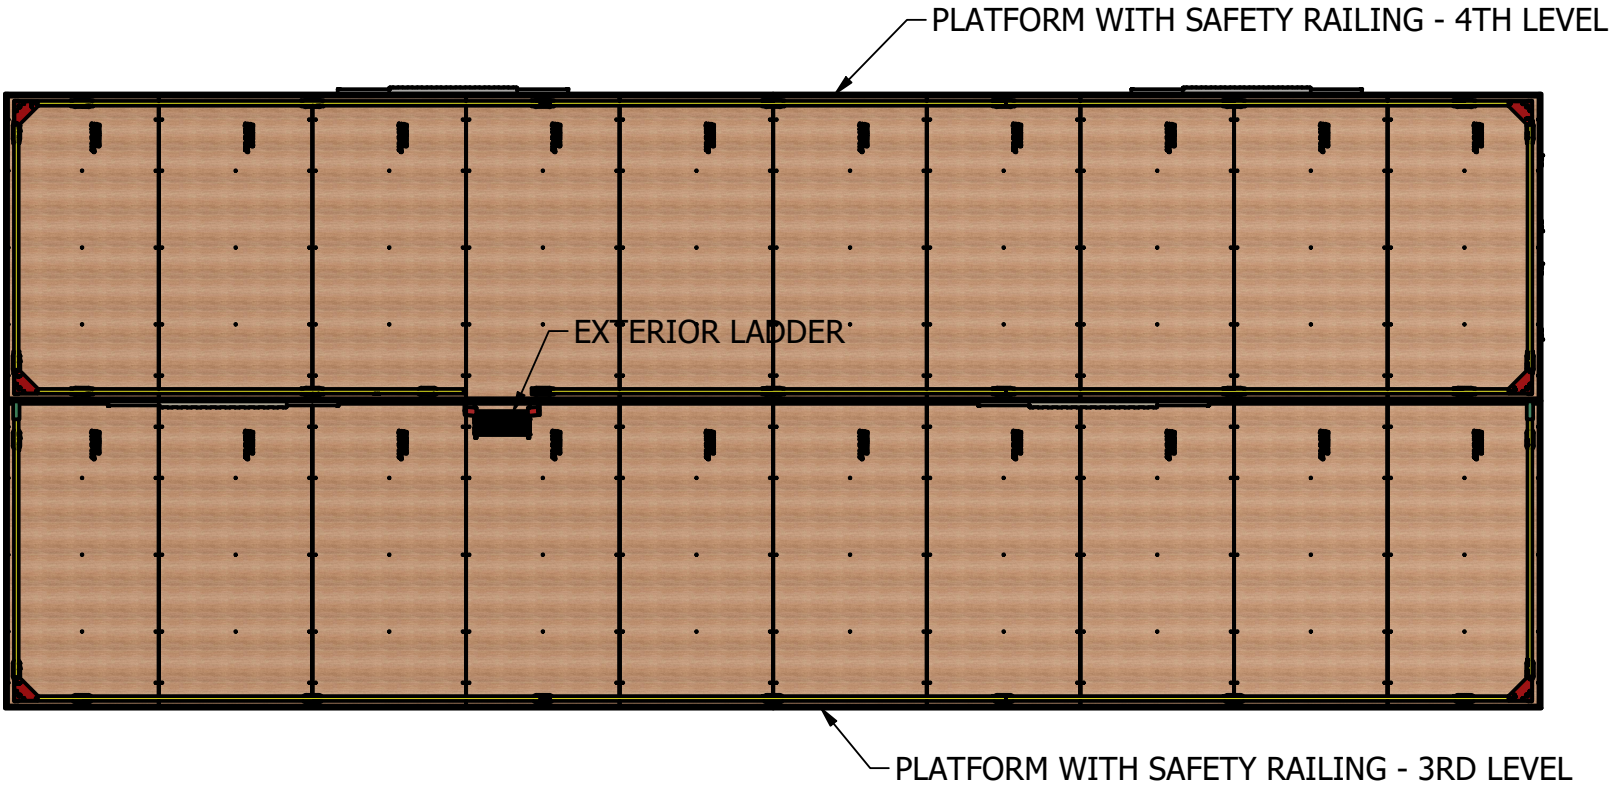 PLATFORM WITH SAFETY RAILING - 4TH LEVEL
EXTERIOR LADDER
PLATFORM WITH SAFETY RAILING - 3RD LEVEL